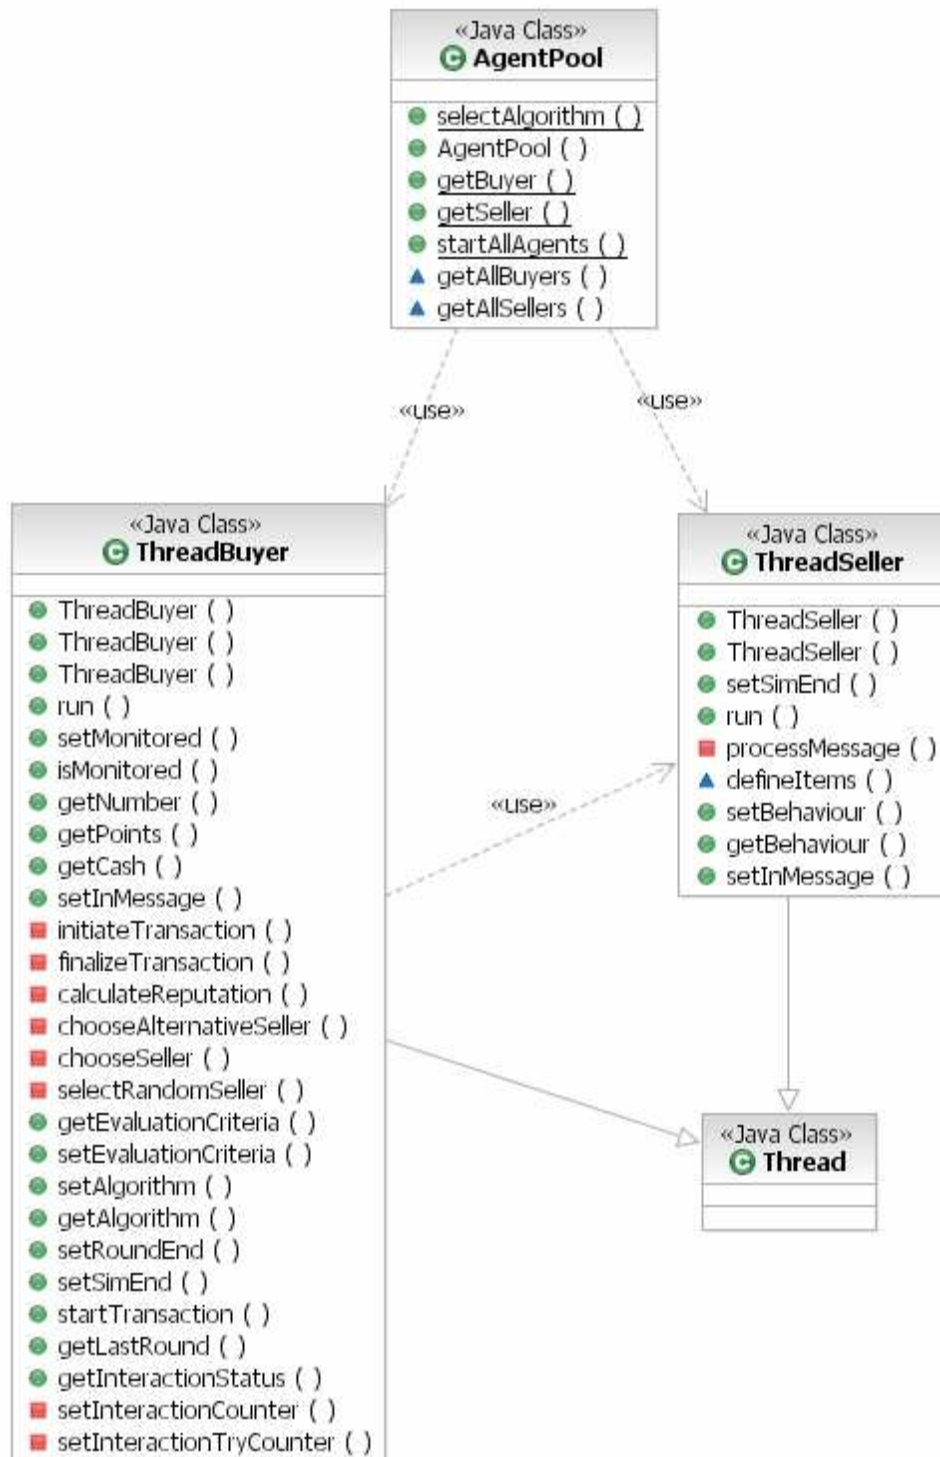 «Java Class»
C AgentPool
selectAlgorithm ( )
AgentPool ( )
getBuyer ( )
getSeller ( )
startAllAgents ( )
getAllBuyers ( )
getAllSellers ( )
«use»
«use»
«Java Class»
C ThreadBuyer
ThreadBuyer ( )
ThreadBuyer ( )
ThreadBuyer ( )
run ( )
setMonitored ( )
isMonitored ( )
getNumber ( )
getPoints ( )
getCash ( )
setInMessage ( )
initiateTransaction ( )
finalizeTransaction ( )
calculateReputation ( )
chooseAlternativeSeller ( )
chooseSeller ( )
selectRandomSeller ( )
getEvaluationCriteria ( )
setEvaluationCriteria ( )
setAlgorithm ( )
getAlgorithm ( )
setRoundEnd ( )
setSimEnd ( )
startTransaction ( )
getLastRound ( )
getInteractionStatus ( )
setInteractionCounter ( )
setInteractionTryCounter ( )
«use»
«Java Class»
C ThreadSeller
ThreadSeller ( )
ThreadSeller ( )
setSimEnd ( )
run ( )
processMessage ( )
defineItems ( )
setBehaviour ( )
getBehaviour ( )
setInMessage ( )
«Java Class»
C Thread